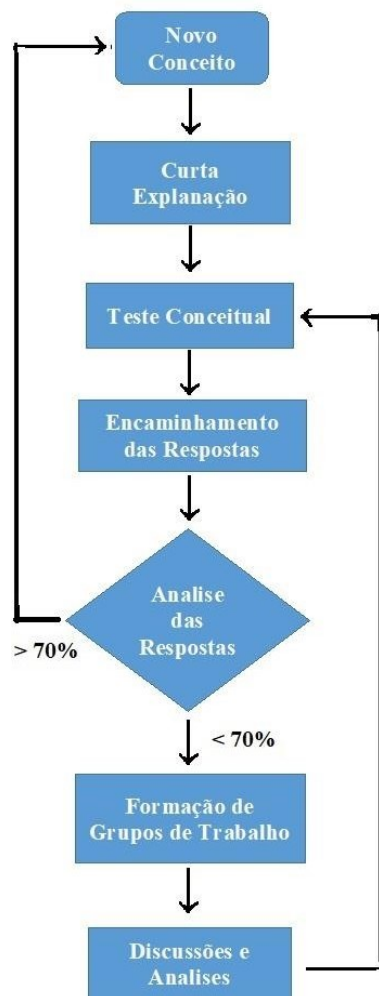 Novo
Conceito
Curta
Explanação
Teste Conceitual
Encaminhamento
das Respostas
Analise
das
Respostas
> 70%
< 70%
Formação de
Grupos de Trabalho
Discussões e
Analises